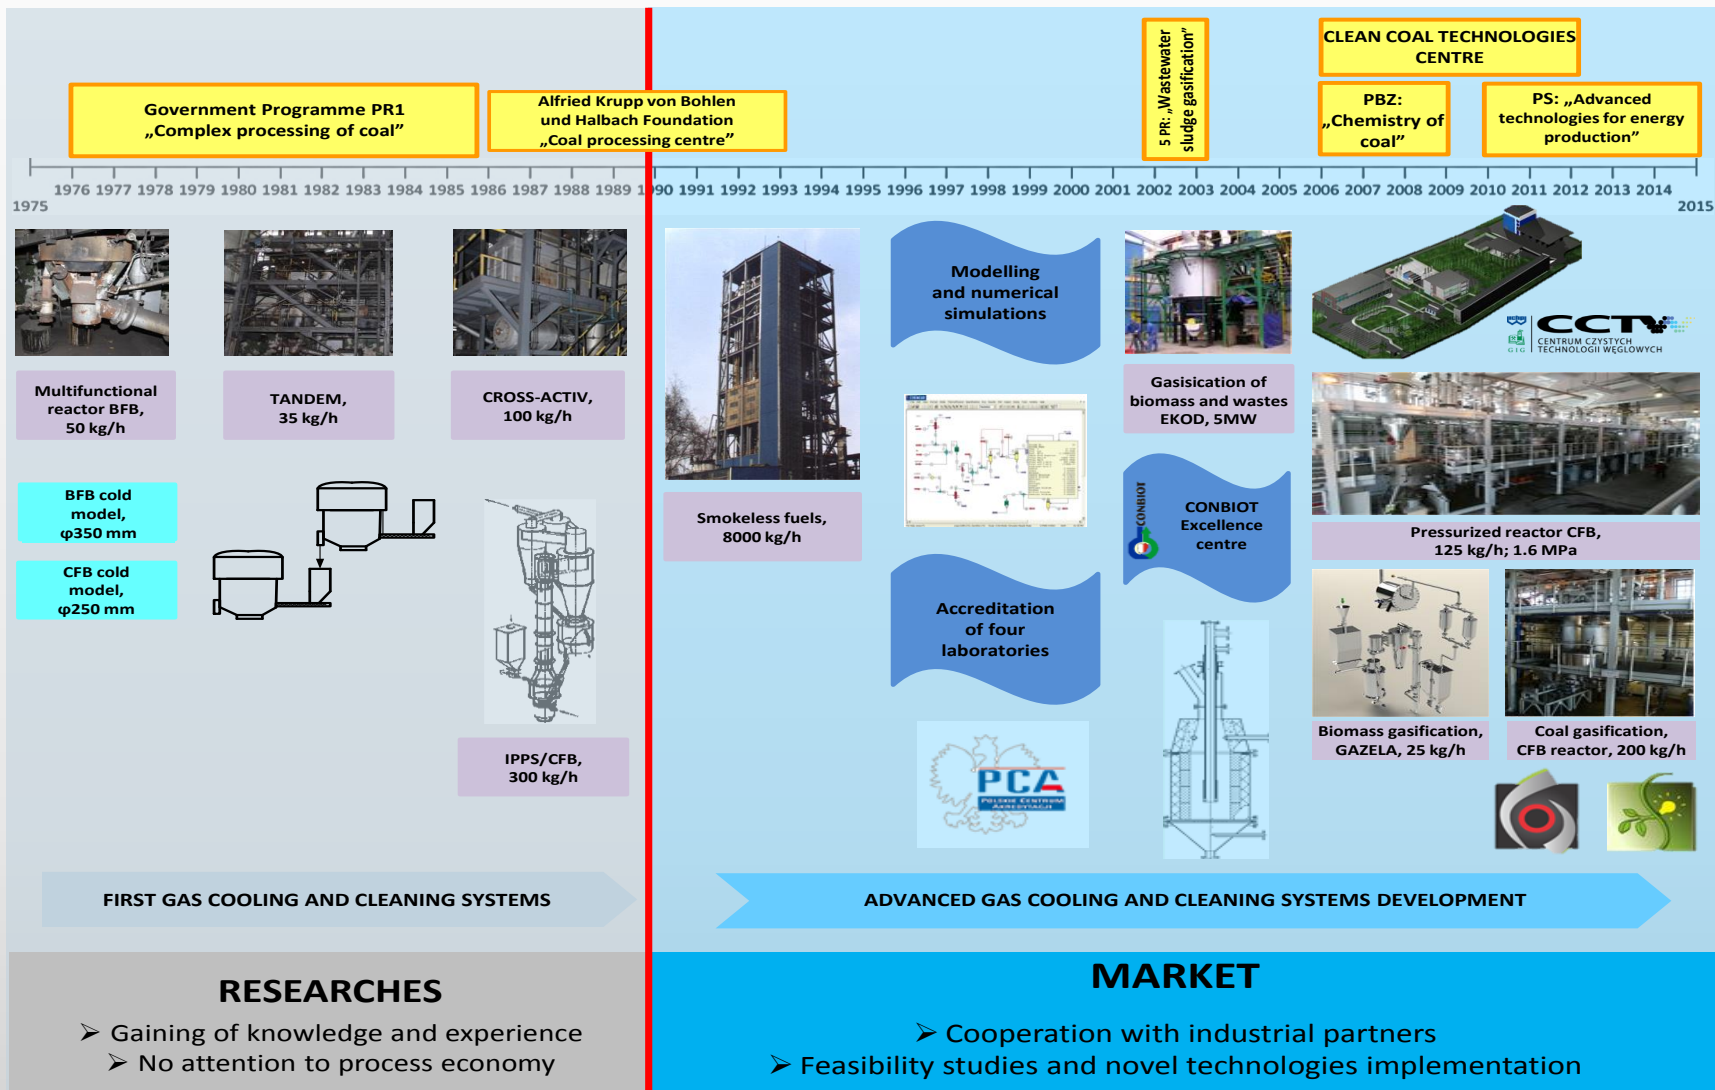 CLEAN COAL TECHNOLOGIES
CENTRE
5 PR: „Wastewater
sludge gasification”
Government Programme PR1
„Complex processing of coal”
Alfried Krupp von Bohlen
und Halbach Foundation
„Coal processing centre”
PBZ:
„Chemistry of
coal”
PS: „Advanced
technologies for energy
production”
1975 1976 1977 1978 1979 1980 1981 1982 1983 1984 1985 1986 1987 1988 1989 1990 1991 1992 1993 1994 1995 1996 1997 1998 1999 2000 2001 2002 2003 2004 2005 2006 2007 2008 2009 2010 2011 2012 2013 2014 2015
Multifunctional
reactor BFB,
50 kg/h
TANDEM,
35 kg/h
CROSS-ACTIV,
100 kg/h
BFB cold
model,
φ350 mm
CFB cold
model,
φ250 mm
IPPS/CFB,
300 kg/h
Smokeless fuels,
8000 kg/h
Modelling
and numerical
simulations
Accreditation
of four
laboratories
PCA
POLSKIE CENTRUM
AKREDYTACJI
Gasisication of
biomass and wastes
EKOD, 5MW
CONBIOT
CONBIOT
Excellence
centre
GIG
CCTW
CENTRUM CZYSTYCH
TECHNOLOGII WĘGLOWYCH
Pressurized reactor CFB,
125 kg/h; 1.6 MPa
Biomass gasification,
GAZELA, 25 kg/h
Coal gasification,
CFB reactor, 200 kg/h
FIRST GAS COOLING AND CLEANING SYSTEMS
ADVANCED GAS COOLING AND CLEANING SYSTEMS DEVELOPMENT
RESEARCHES
➢ Gaining of knowledge and experience
➢ No attention to process economy
MARKET
➢ Cooperation with industrial partners
➢ Feasibility studies and novel technologies implementation